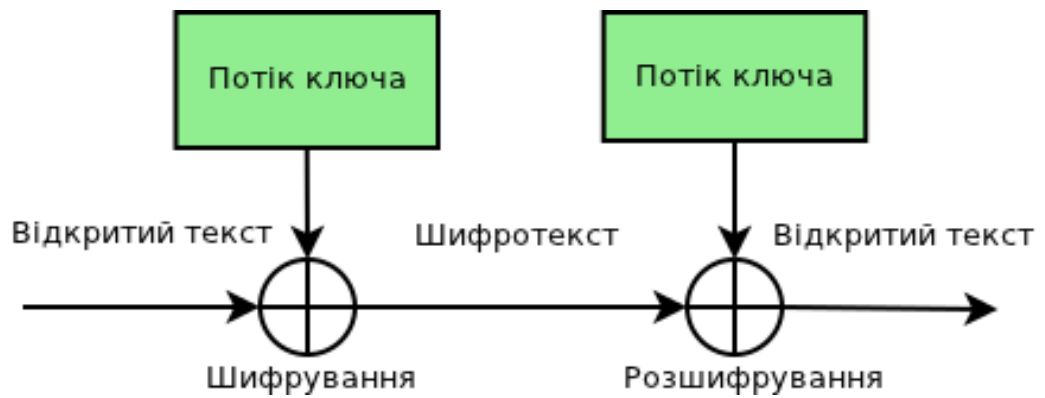 Потік ключа
Потік ключа
Відкритий текст
Шифротекст
Відкритий текст
Шифрування
Розшифрування